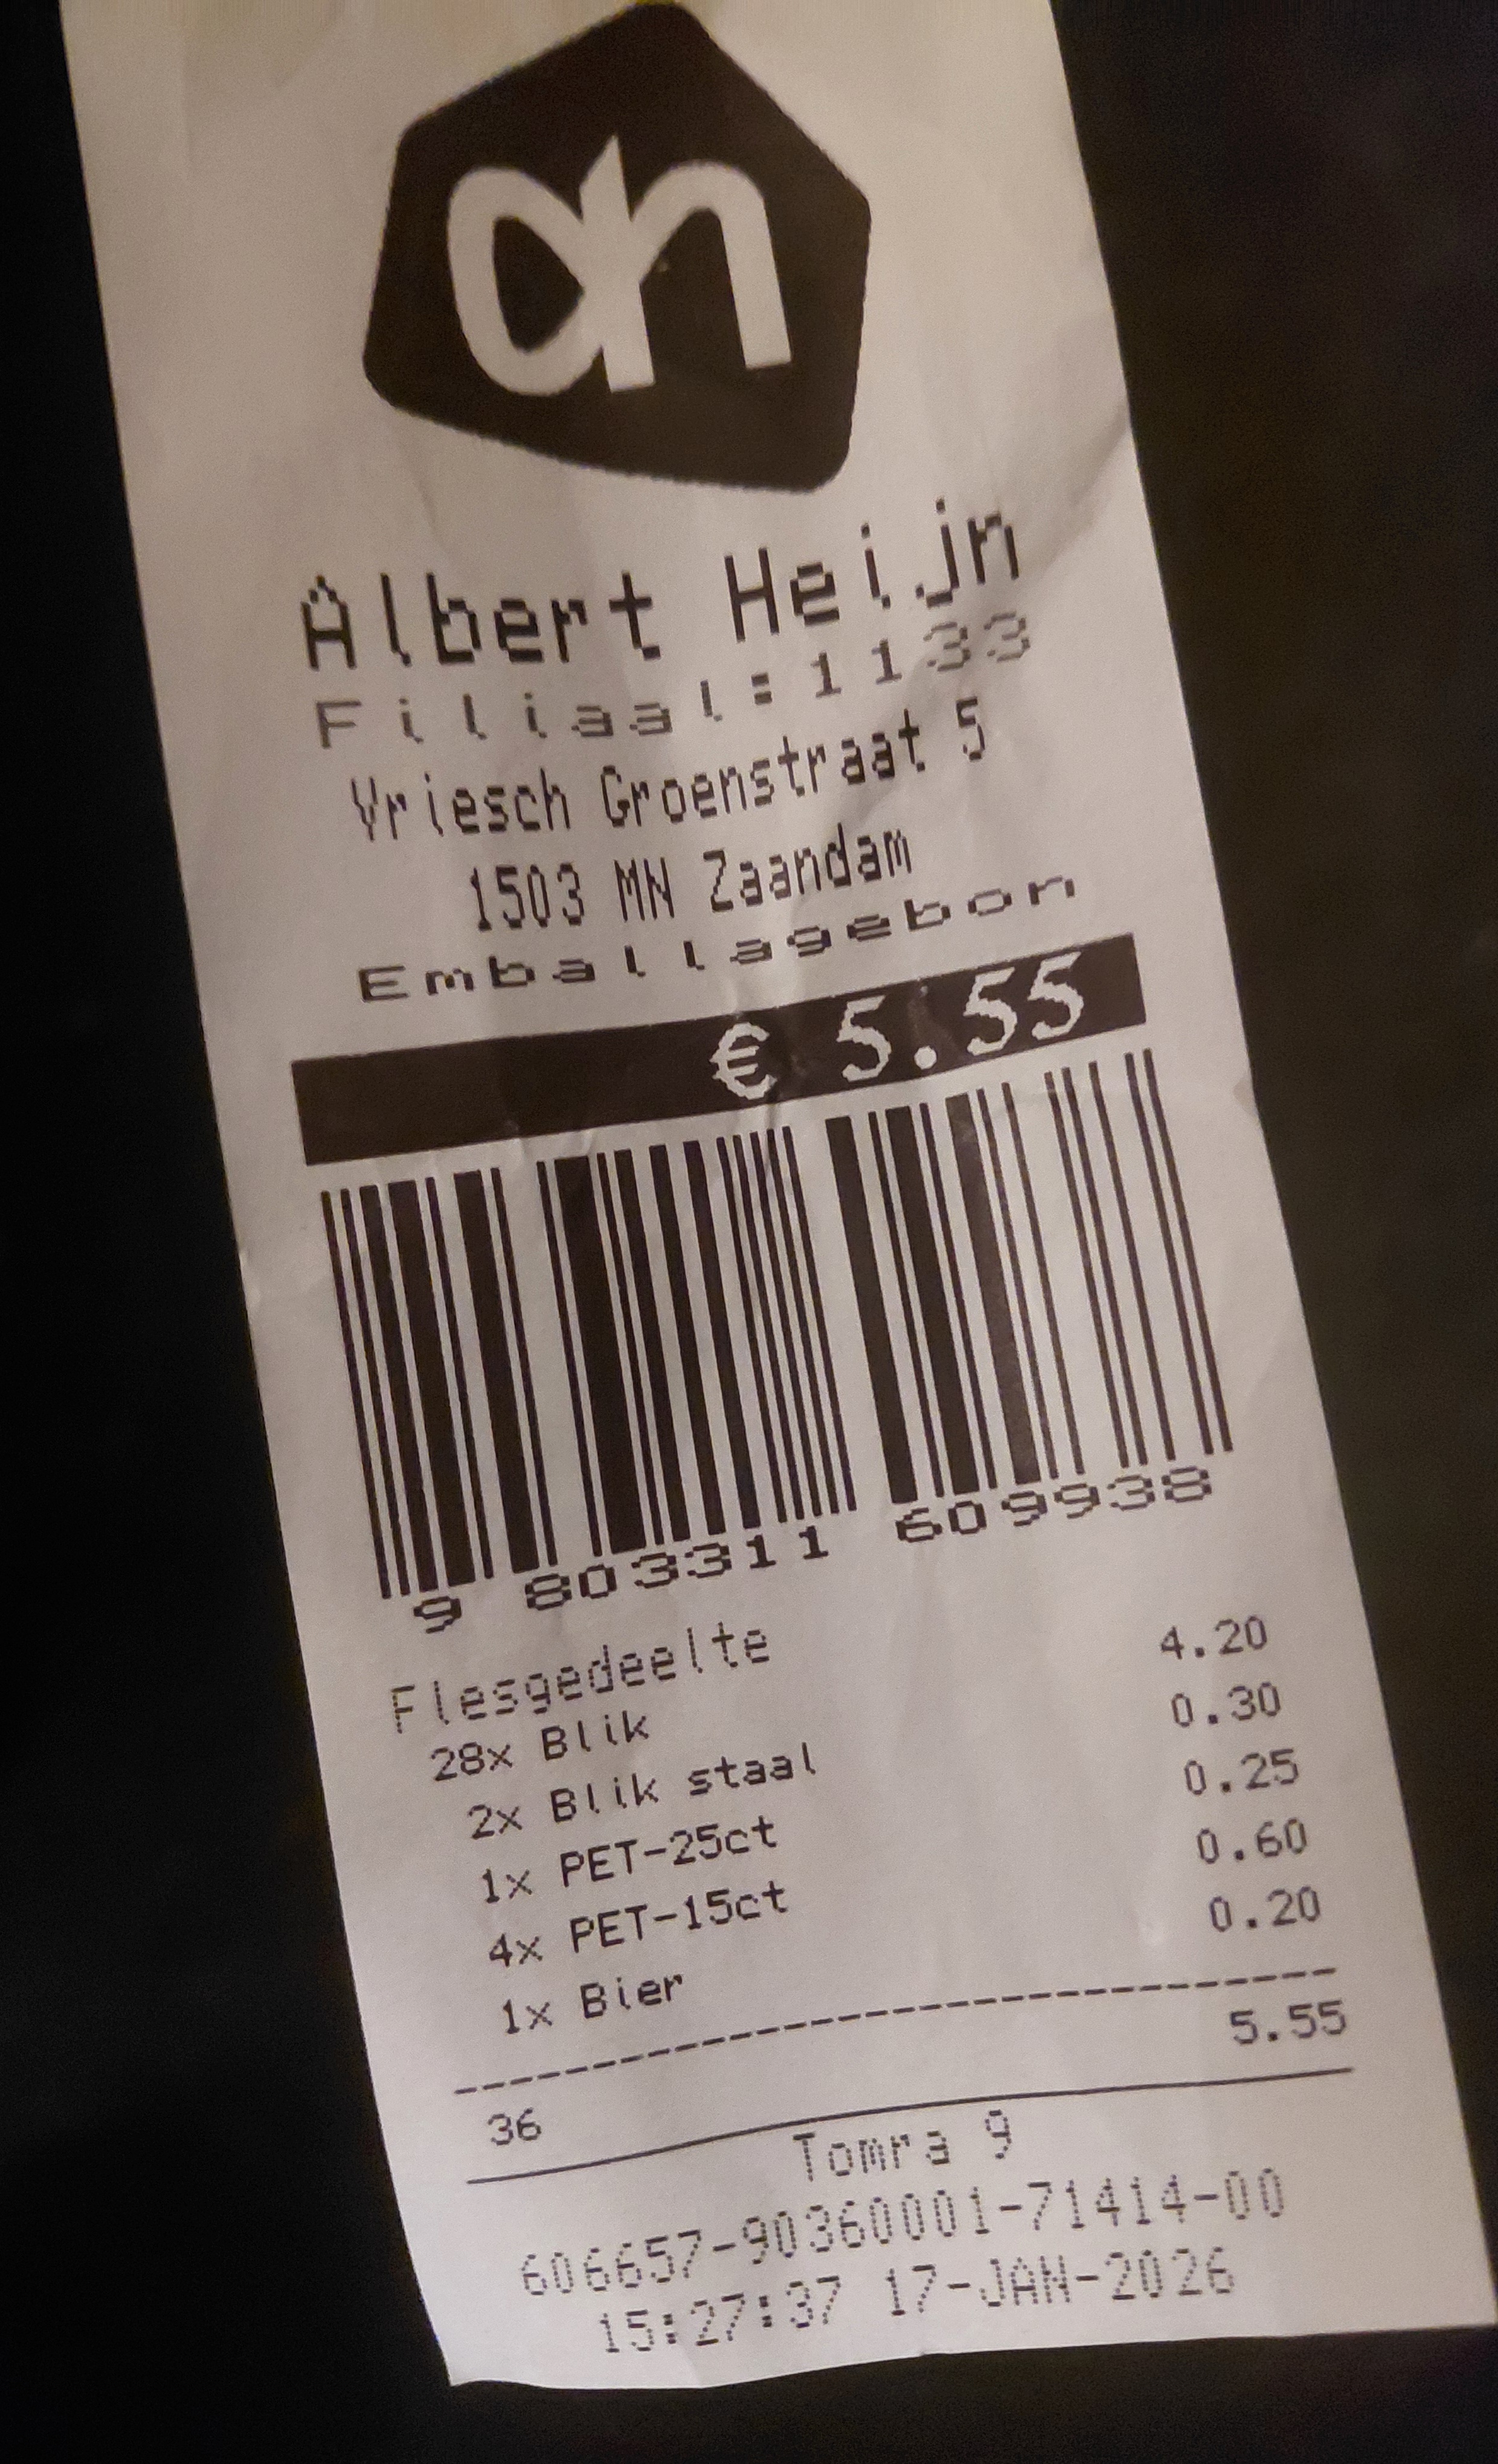 ah
Albert Heijn
Filiaal:1133
Vriesch Groenstraat 5
1503 MN Zaandam
Emballagebon
€ 5.55
9 803311 609938
Flesgedeelte
28x Blik 4.20
2x Blik staal 0.30
1x PET-25ct 0.25
4x PET-15ct 0.60
1x Bier 0.20
36 5.55
Tomra 9
606657-90360001-71414-00
15:27:37 17-JAN-2026